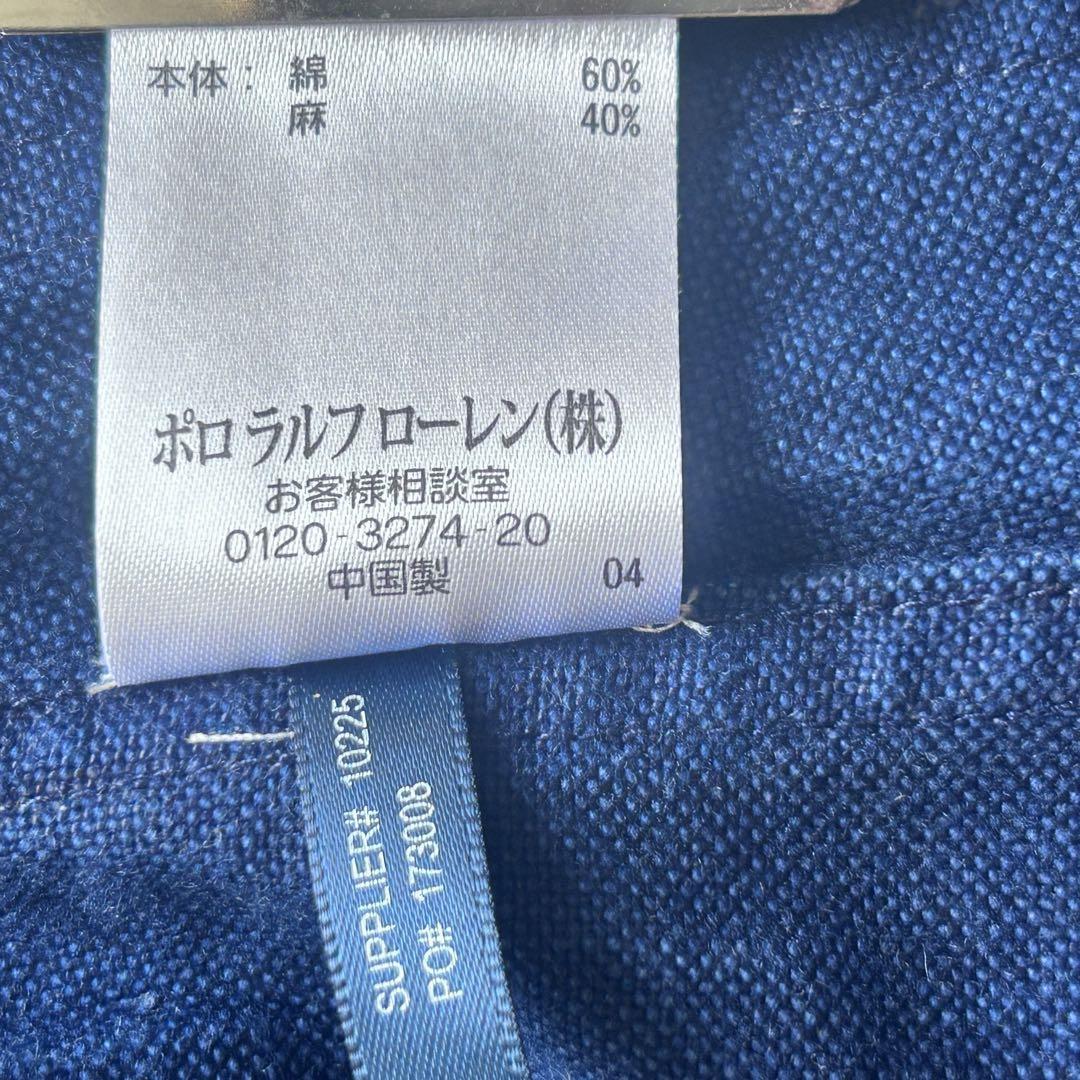 本体：綿 60%
麻 40%
ポロ ラルフ ローレン(株)
お客様相談室
0120-3274-20
中国製 04
SUPPLIER# 10225
PO# 173008